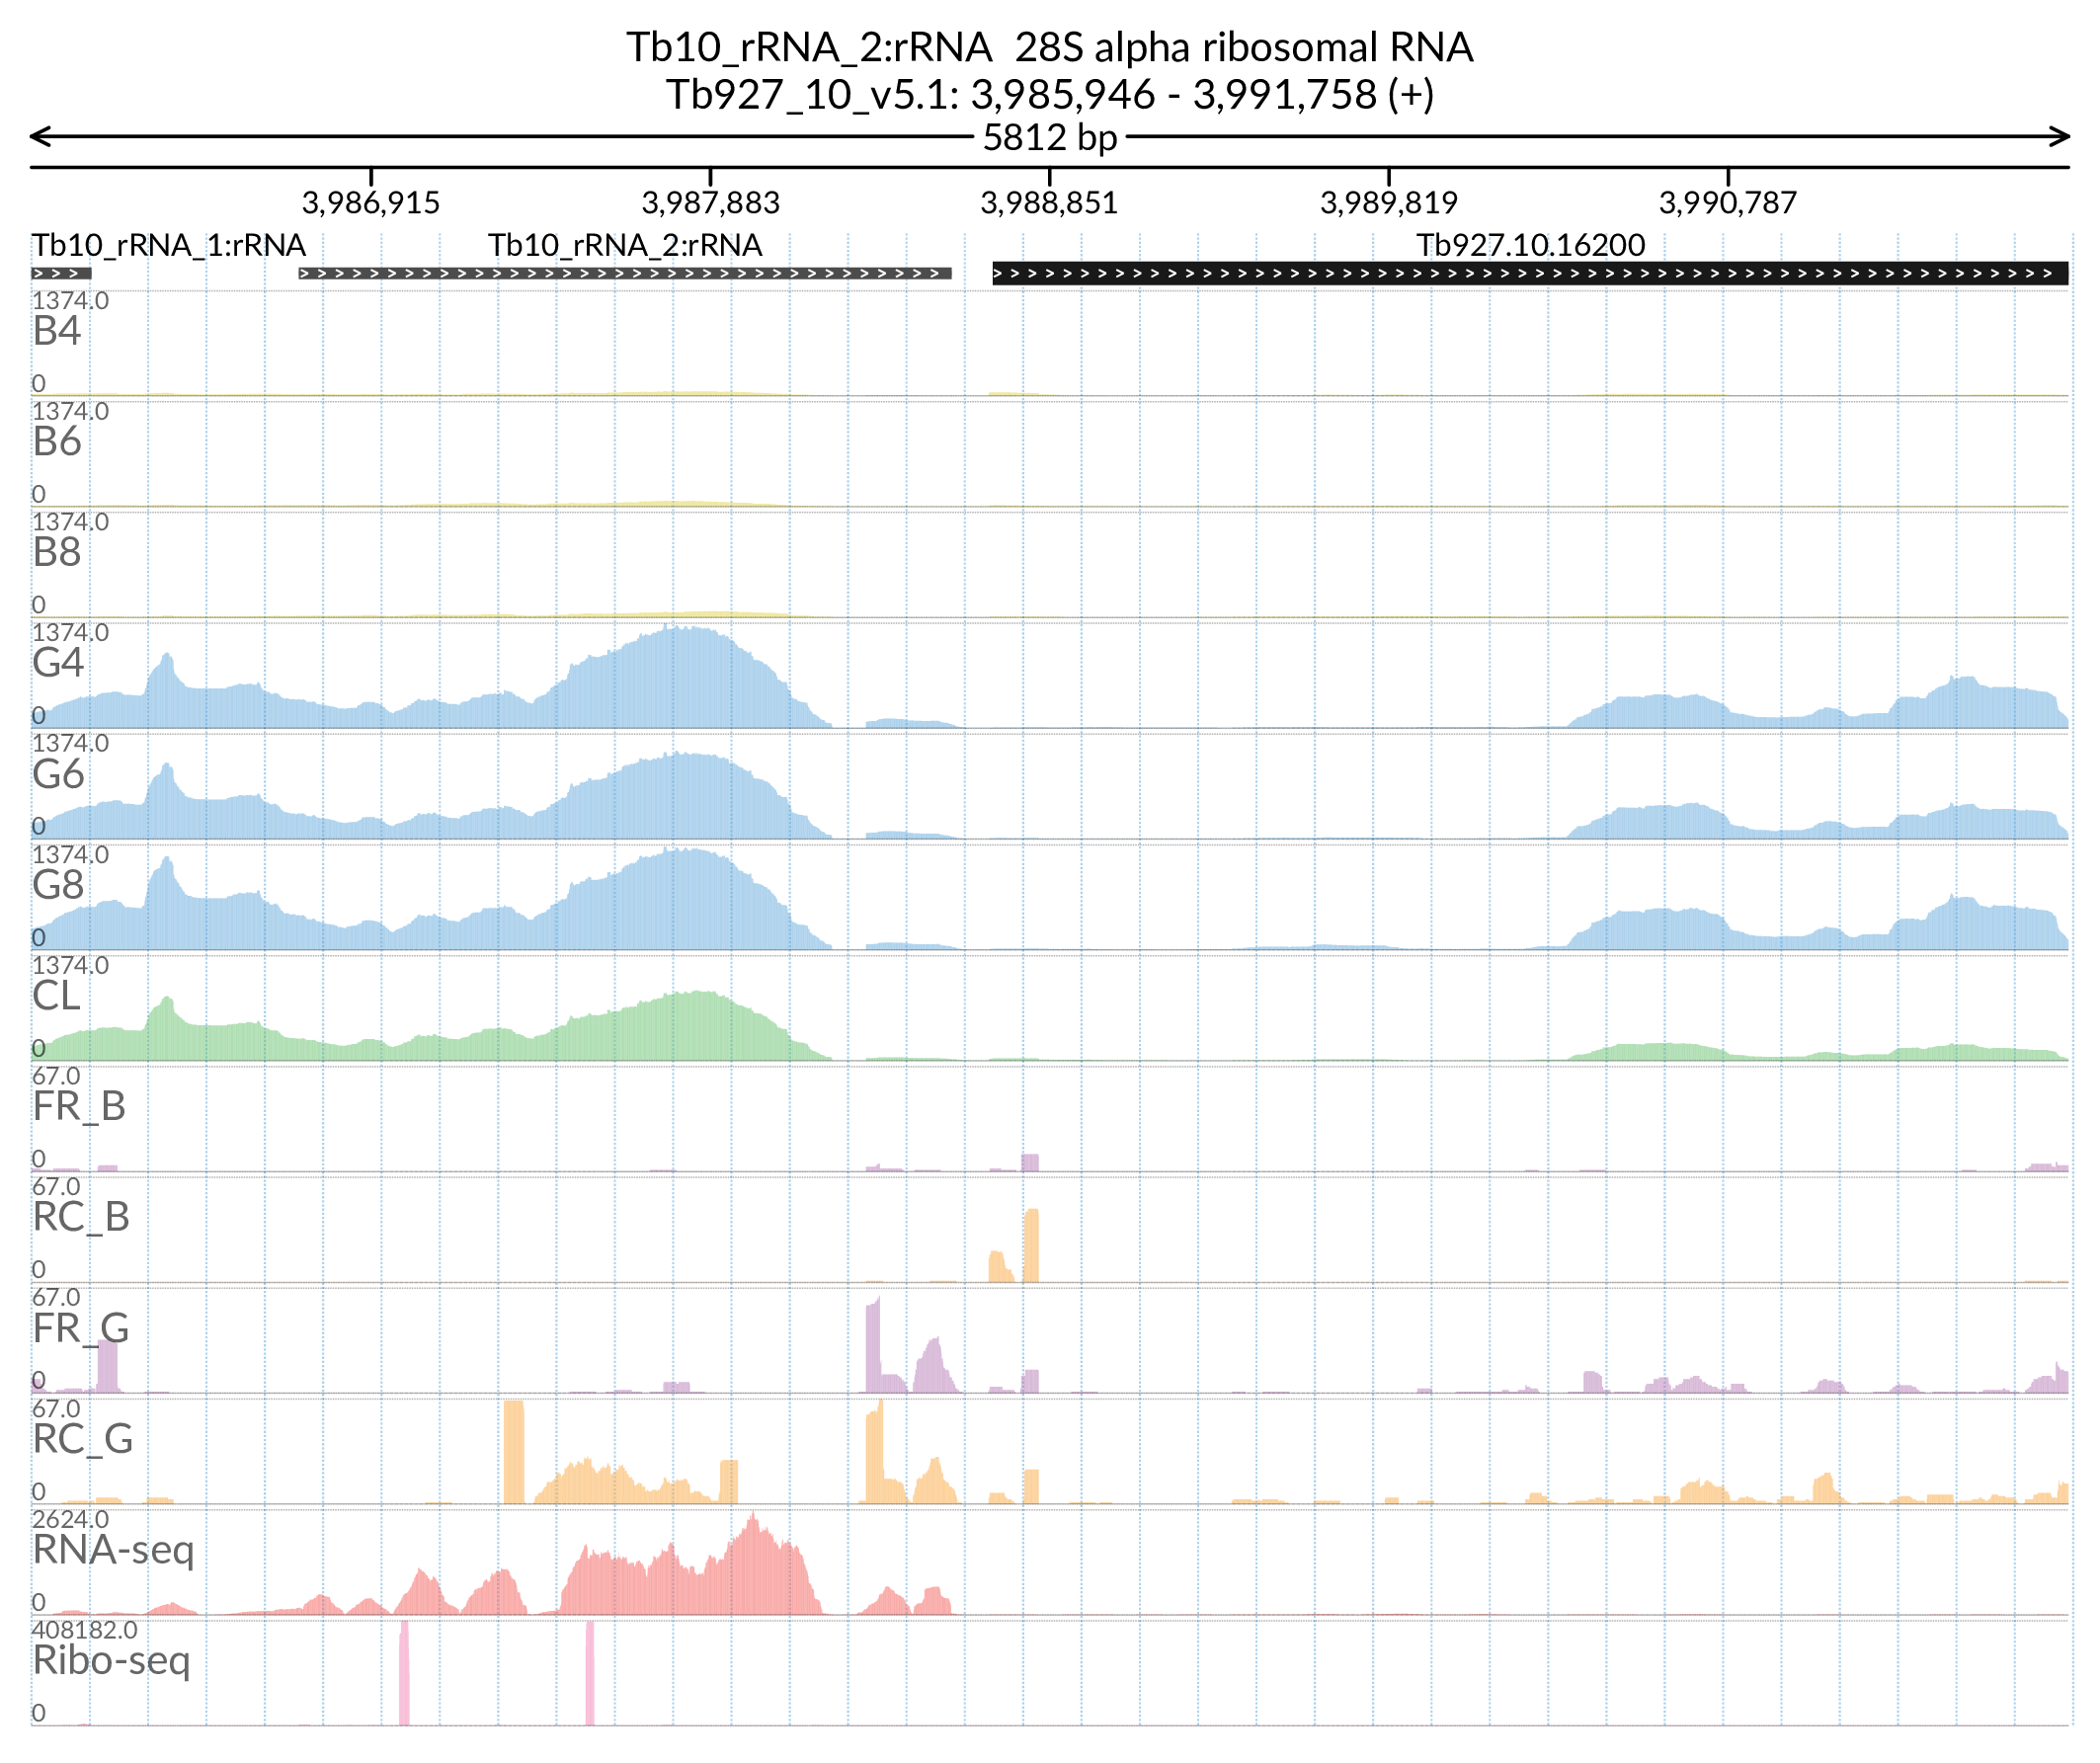 Tb10_rRNA_2:rRNA  28S alpha ribosomal RNA
Tb927_10_v5.1: 3,985,946 - 3,991,758 (+)
5812 bp
3,986,915 3,987,883 3,988,851 3,989,819 3,990,787
Tb10_rRNA_1:rRNA Tb10_rRNA_2:rRNA Tb927.10.16200
1374.0
B4
0
1374.0
B6
0
1374.0
B8
0
1374.0
G4
0
1374.0
G6
0
1374.0
G8
0
1374.0
CL
0
67.0
FR_B
0
67.0
RC_B
0
67.0
FR_G
0
67.0
RC_G
0
2624.0
RNA-seq
0
408182.0
Ribo-seq
0